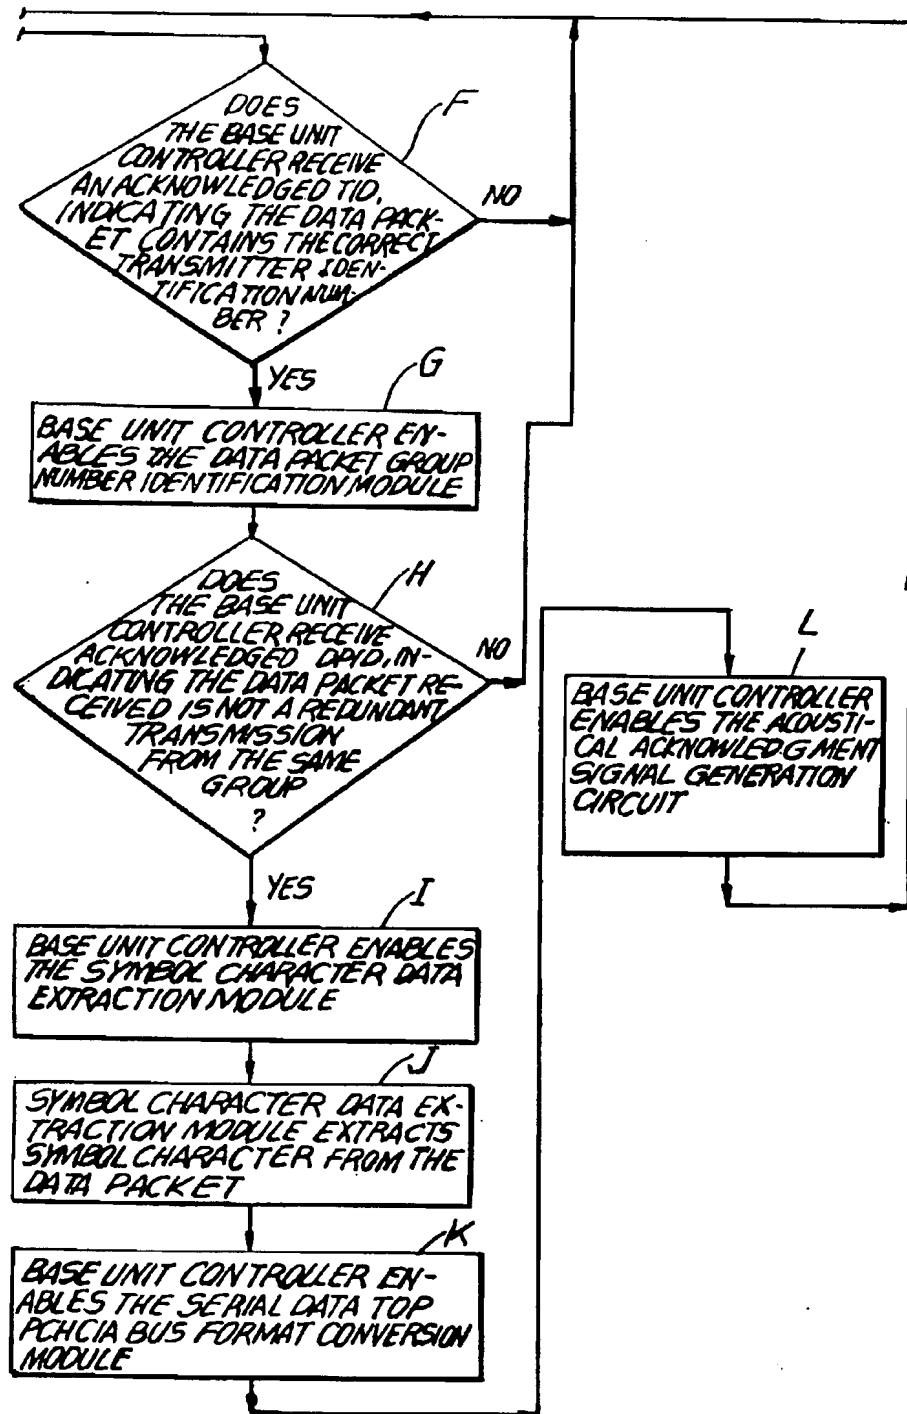 DOES
THE BASE UNIT
CONTROLLER RECEIVE
AN ACKNOWLEDGED TID,
INDICATING THE DATA PACK-
ET CONTAINS THE CORRECT
TRANSMITTER IDEN-
TIFICATION NUM-
BER ?
F
NO
YES
G
BASE UNIT CONTROLLER EN-
ABLES THE DATA PACKET GROUP
NUMBER IDENTIFICATION MODULE
DOES
THE BASE UNIT
CONTROLLER RECEIVE
ACKNOWLEDGED DPID, IN-
DICATING THE DATA PACKET RE-
CEIVED IS NOT A REDUNDANT
TRANSMISSION
FROM THE SAME
GROUP
?
H
NO
YES
I
BASE UNIT CONTROLLER ENABLES
THE SYMBOL CHARACTER DATA
EXTRACTION MODULE
J
SYMBOL CHARACTER DATA EX-
TRACTION MODULE EXTRACTS
SYMBOL CHARACTER FROM THE
DATA PACKET
K
BASE UNIT CONTROLLER EN-
ABLES THE SERIAL DATA TOP
PCHCIA BUS FORMAT CONVERSION
MODULE
L
BASE UNIT CONTROLLER
ENABLES THE ACOUSTI-
CAL ACKNOWLEDGMENT
SIGNAL GENERATION
CIRCUIT